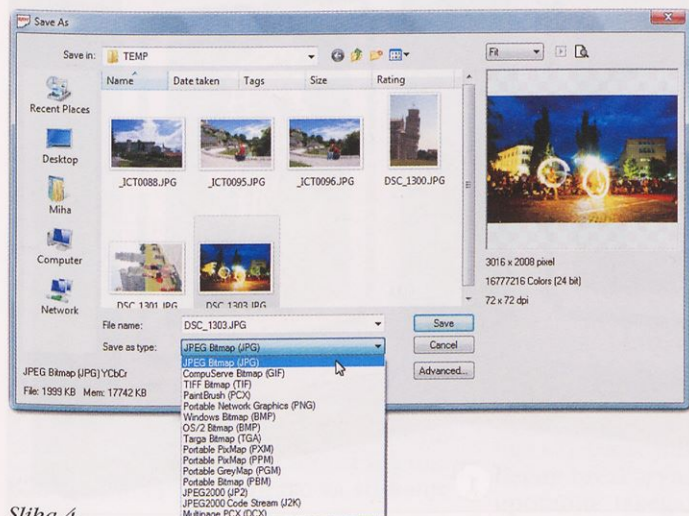 Save As
Save in:
TEMP
Fit
Name
Date taken
Tags
Size
Rating
Recent Places
Desktop
Miha
Computer
Network
_ICT0088.JPG
_ICT0095.JPG
_ICT0096.JPG
DSC_1300.JPG
DSC_1301.JPG
DSC_1303.JPG
3016 x 2008 pixel
16777216 Colors (24 bit)
72 x 72 dpi
File name:
DSC_1303.JPG
Save
Save as type:
JPEG Bitmap (JPG)
Cancel
Advanced...
JPEG Bitmap (JPG) YCbCr
File: 1999 KB Mem: 17742 KB
JPEG Bitmap (JPG)
CompuServe Bitmap (GIF)
TIFF Bitmap (TIF)
PaintBrush (PCX)
Portable Network Graphics (PNG)
Windows Bitmap (BMP)
OS/2 Bitmap (BMP)
Targa Bitmap (TGA)
Portable PixMap (PXM)
Portable PixMap (PPM)
Portable GreyMap (PGM)
Portable Bitmap (PBM)
JPEG2000 (JP2)
JPEG2000 Code Stream (J2K)
Multipage PCX (DCX)
Slika 4